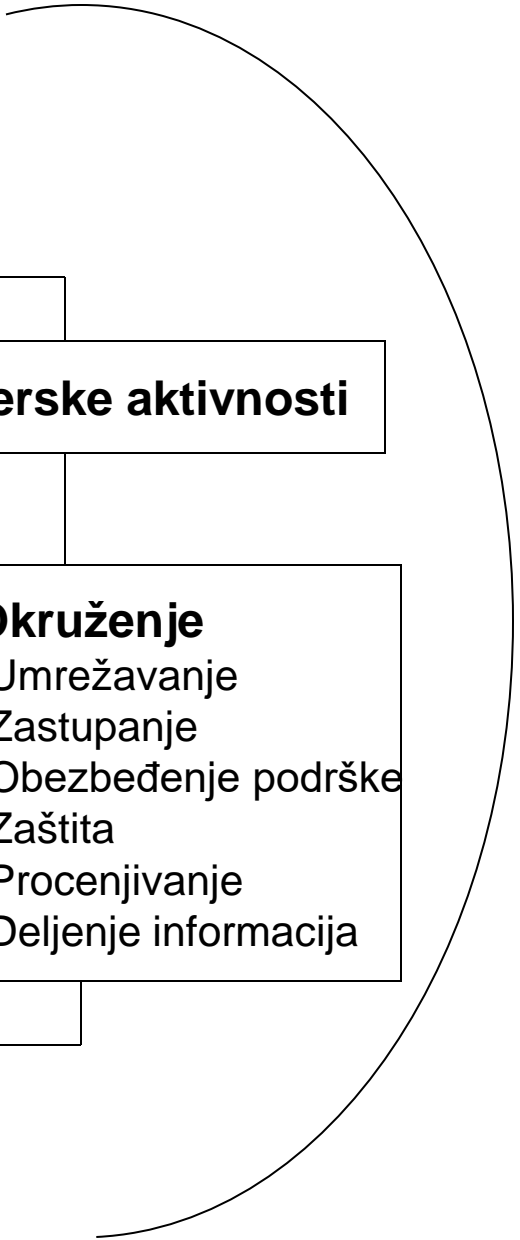 erske aktivnosti
Okruženje
Umrežavanje
Zastupanje
Obezbeđenje podrške
Zaštita
Procenjivanje
Deljenje informacija